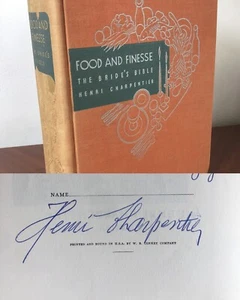 FOOD AND FINESSE
FOOD AND FINESSE
THE BRIDE'S BIBLE
HENRI CHARPENTIER
NAME
Henri Charpentier
PRINTED AND BOUND IN U.S.A. BY W. B. CONKEY COMPANY